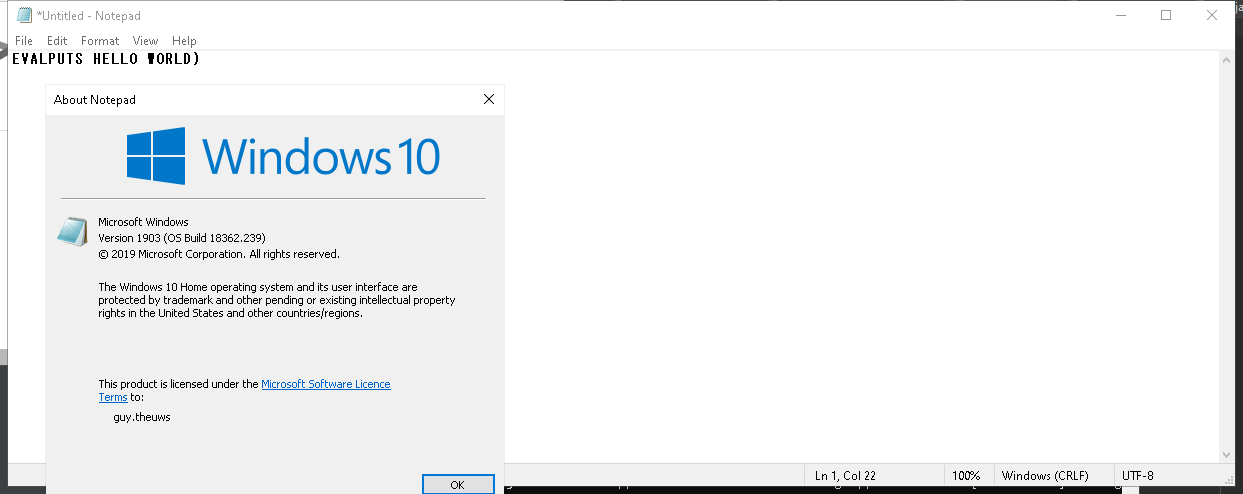 *Untitled - Notepad
File Edit Format View Help
EVALPUTS HELLO WORLD)
About Notepad
Windows 10
Microsoft Windows
Version 1903 (OS Build 18362.239)
© 2019 Microsoft Corporation. All rights reserved.
The Windows 10 Home operating system and its user interface are
protected by trademark and other pending or existing intellectual property
rights in the United States and other countries/regions.
This product is licensed under the Microsoft Software Licence
Terms to:
guy.theuws
OK
Ln 1, Col 22 100% Windows (CRLF) UTF-8